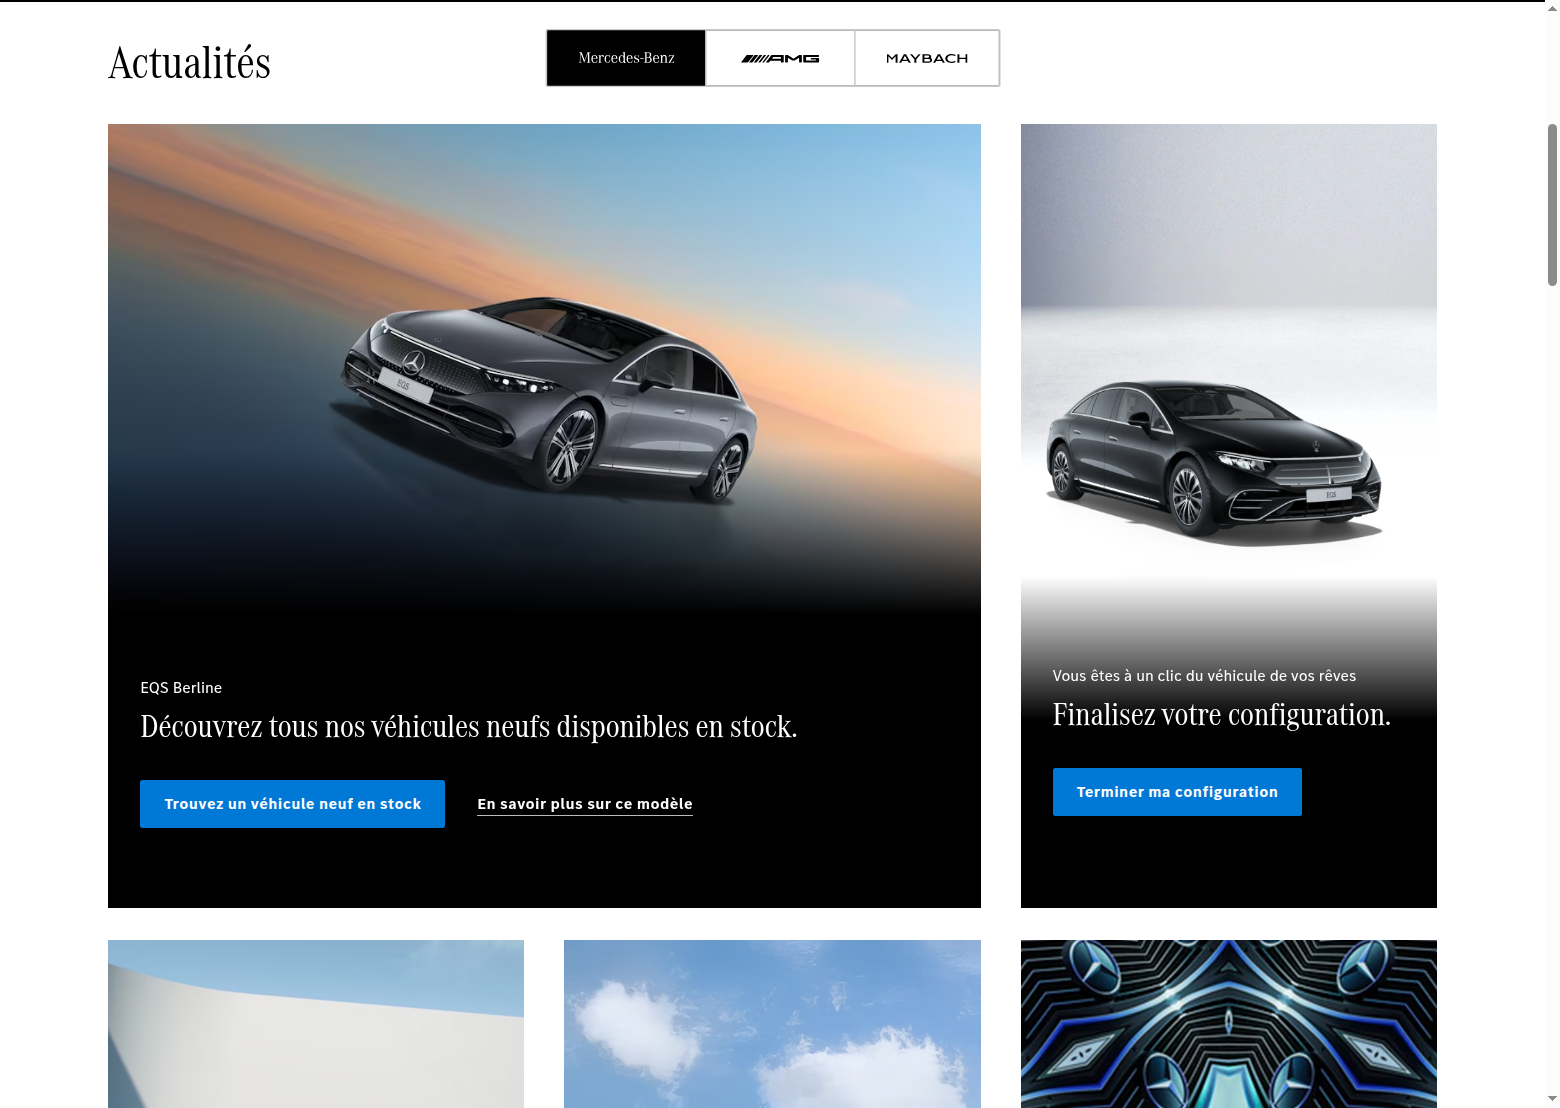 Actualités
Mercedes-Benz
AMG
MAYBACH
EQS
EQS
EQS Berline
Découvrez tous nos véhicules neufs disponibles en stock.
Trouvez un véhicule neuf en stock
En savoir plus sur ce modèle
Vous êtes à un clic du véhicule de vos rêves
Finalisez votre configuration.
Terminer ma configuration